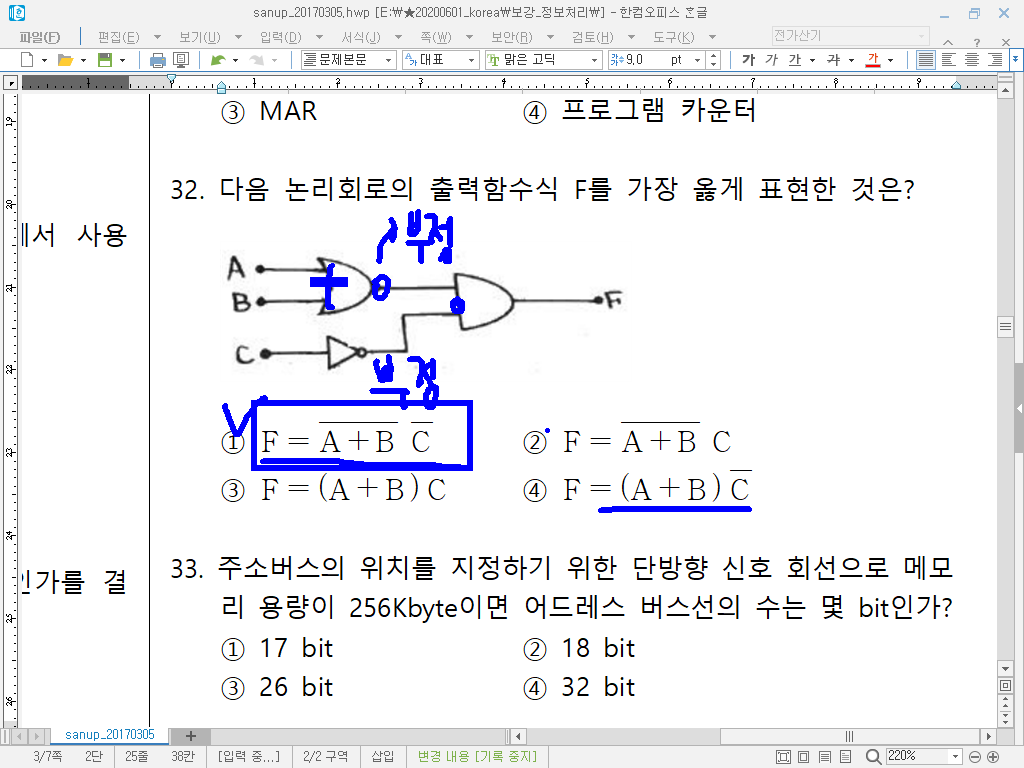 sanup_20170305.hwp [E:₩★20200601_korea₩보강_정보처리₩] - 한컴오피스 흔글
파일(F) 편집(E) 보기(U) 입력(D) 서식(J) 쪽(W) 보안(R) 검토(H) 도구(K) 전가산기
본문본문 대표 맑은 고딕 9.0 pt 가 가 가 가 가
③ MAR ④ 프로그램 카운터
32. 다음 논리회로의 출력함수식 F를 가장 옳게 표현한 것은?
에서 사용
부정
A
B
F
C
부정
① F = \overline{A+B} \overline{C} ② F = \overline{A+B} C
③ F = (A+B)C ④ F = (A+B)\overline{C}
인가를 결
33. 주소버스의 위치를 지정하기 위한 단방향 신호 회선으로 메모
리 용량이 256Kbyte이면 어드레스 버스선의 수는 몇 bit인가?
① 17 bit ② 18 bit
③ 26 bit ④ 32 bit
sanup_20170305
3/7쪽 2단 25줄 38칸 [입력 중...] 2/2 구역 삽입 변경 내용 [기록 중지] 220%